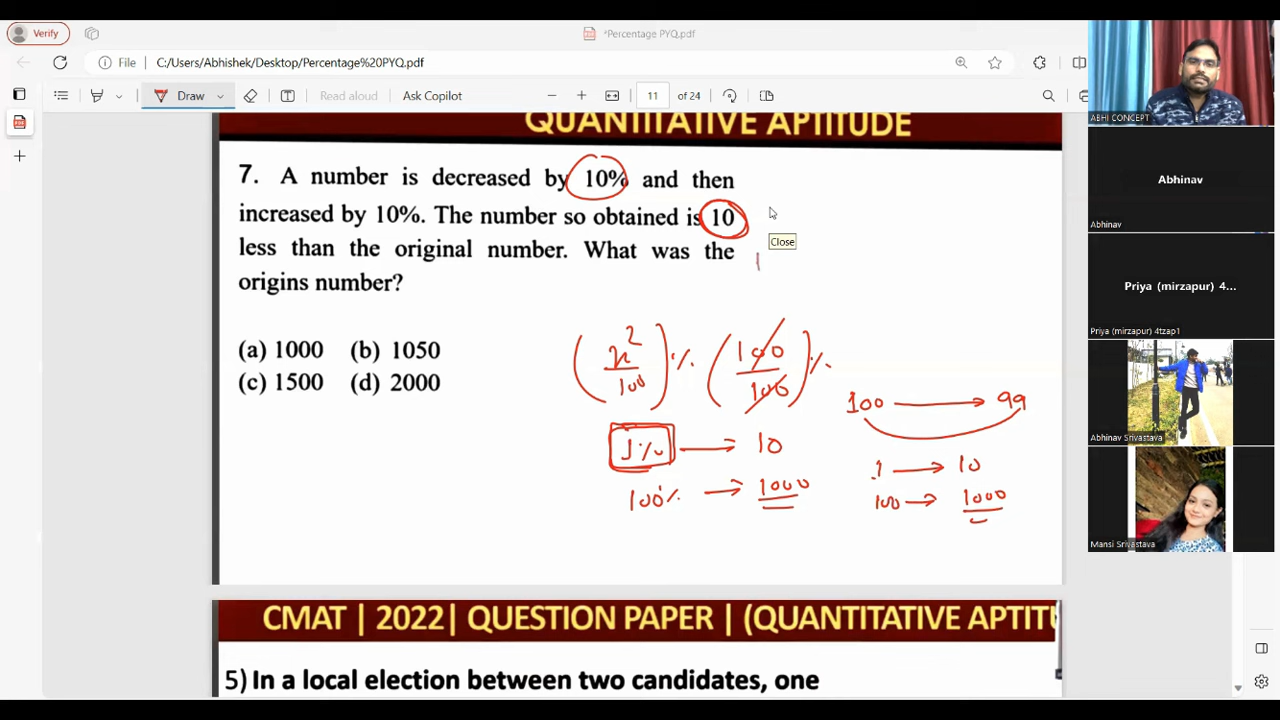 Verify
*Percentage PYQ.pdf
File C:/Users/Abhishek/Desktop/Percentage%20PYQ.pdf
Draw
Read aloud
Ask Copilot
11 of 24
QUANTITATIVE APTITUDE
7. A number is decreased by 10% and then
increased by 10%. The number so obtained is 10
less than the original number. What was the
origins number?
Close
(a) 1000 (b) 1050
(c) 1500 (d) 2000
(x²/100)% (100/100)%
1% → 10
100% → 1000
100 → 99
1 → 10
100 → 1000
CMAT | 2022| QUESTION PAPER | (QUANTITATIVE APTITU
5) In a local election between two candidates, one
ABHI CONCEPT
Abhinav
Abhinav
Priya (mirzapur) 4...
Priya (mirzapur) 4tzap1
Abhinav Srivastava
Mansi Srivastava